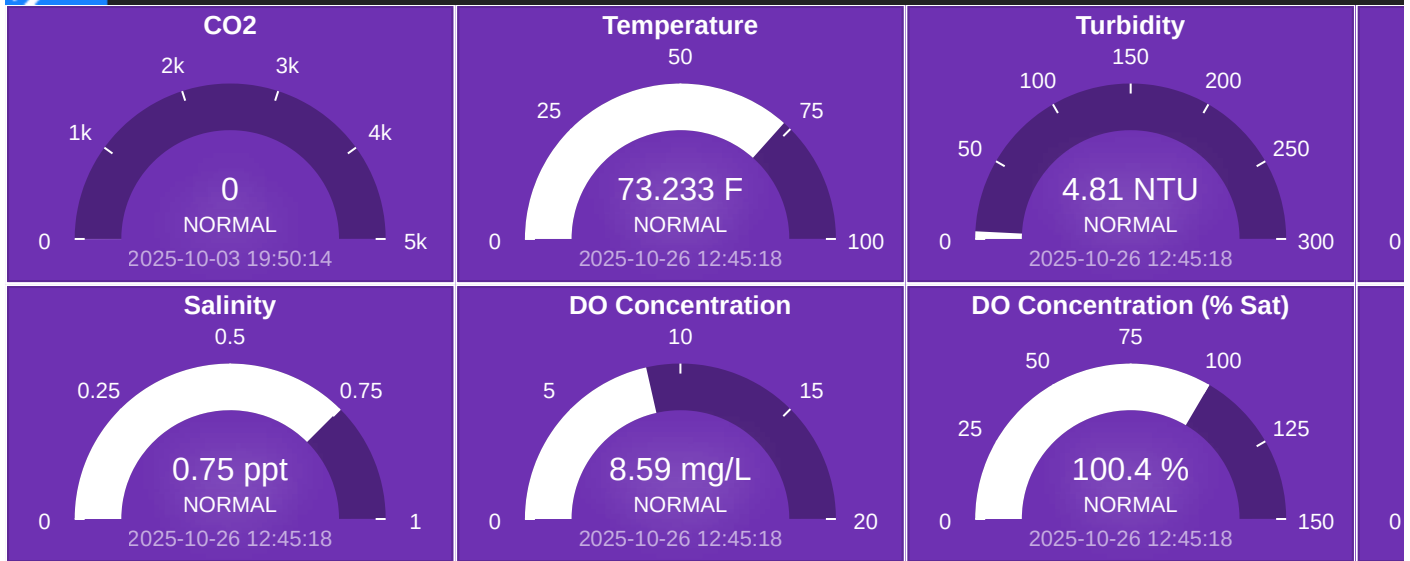 CO2
0
1k
2k
3k
4k
5k
0
NORMAL
2025-10-03 19:50:14
Temperature
0
25
50
75
100
73.233 F
NORMAL
2025-10-26 12:45:18
Turbidity
0
50
100
150
200
250
300
4.81 NTU
NORMAL
2025-10-26 12:45:18
0
Salinity
0
0.25
0.5
0.75
1
0.75 ppt
NORMAL
2025-10-26 12:45:18
DO Concentration
0
5
10
15
20
8.59 mg/L
NORMAL
2025-10-26 12:45:18
DO Concentration (% Sat)
0
25
50
75
100
125
150
100.4 %
NORMAL
2025-10-26 12:45:18
0